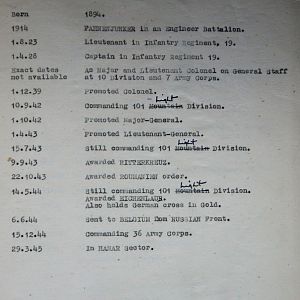 Born 1894.
1914 FAHNENJUNKER in an Engineer Battalion.
1.8.23 Lieutenant in Infantry Regiment, 19.
1.4.28 Captain in Infantry Regiment 19.
Exact dates As Major and Lieutenant Colonel on General Staff
not available at 10 Division and 7 Army Corps.
1.12.39 Promoted Colonel.
Light
10.9.42 Commanding 101 Mountain Division.
1.10.42 Promoted Major-General.
1.4.43 Promoted Lieutenant-General.
Light
15.7.43 Still commanding 101 Mountain Division.
9.9.43 Awarded RITTERKREUZ.
22.10.43 Awarded ROUMANIEN order.
Light
14.5.44 Still commanding 101 Mountain Division.
Awarded EICHENLAUB.
Also holds German cross in Gold.
6.6.44 Sent to BELGIUM from RUSSIAN Front.
15.12.44 Commanding 36 Army Corps.
29.3.45 In HANAR Sector.